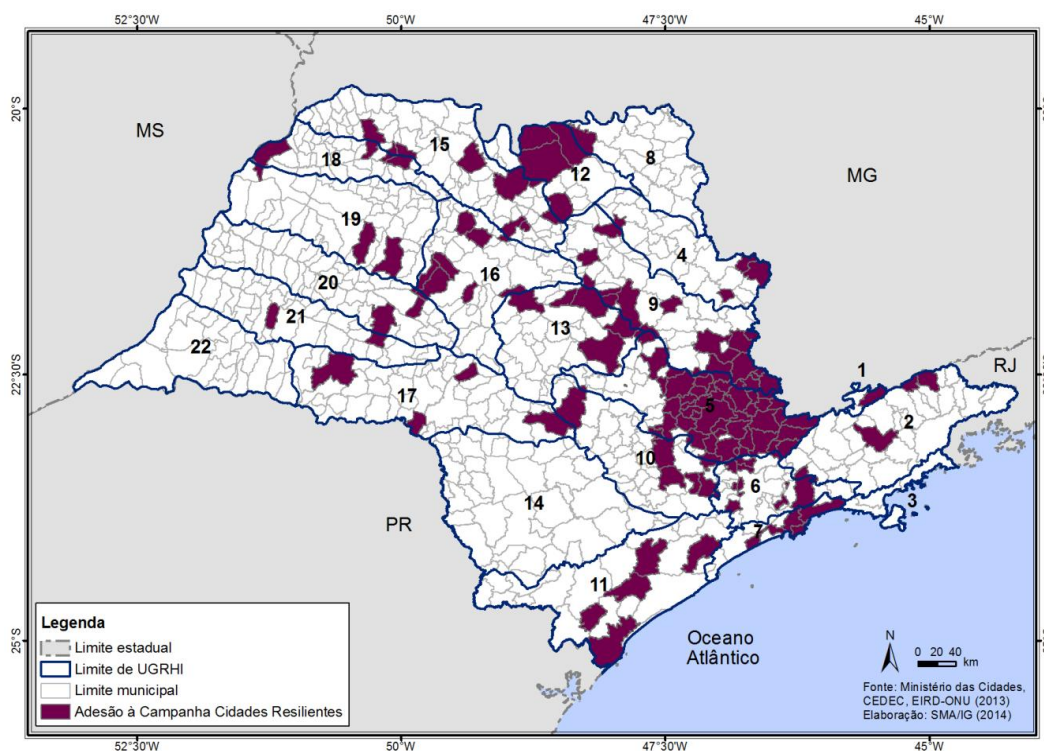 52°30'W 50°W 47°30'W 45°W
20°S
MS
15
8
12
18
MG
19
4
16
20
9
13
21
22
22°30'S
1
RJ
5
2
17
10
6
3
14
7
PR
11
Legenda
Limite estadual
Limite de UGRHI
Limite municipal
Adesão à Campanha Cidades Resilientes
25°S
Oceano
Atlântico
N
0 20 40
km
Fonte: Ministério das Cidades,
CEDEC, EIRD-ONU (2013)
Elaboração: SMA/IG (2014)
52°30'W 50°W 47°30'W 45°W